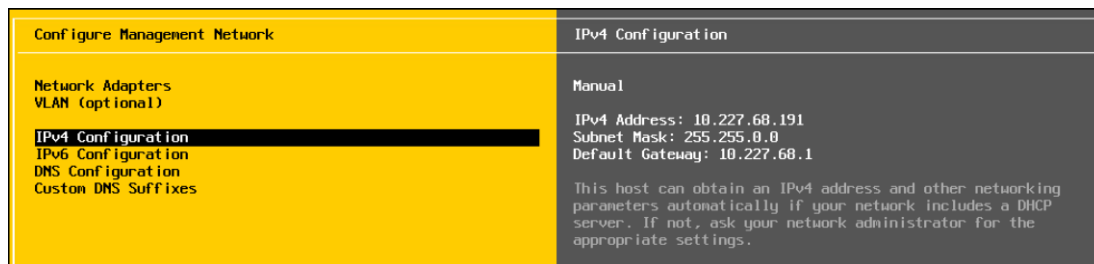 Configure Management Network
Network Adapters
VLAN (optional)
IPv4 Configuration
IPv6 Configuration
DNS Configuration
Custom DNS Suffixes
IPv4 Configuration
Manual
IPv4 Address: 10.227.68.191
Subnet Mask: 255.255.0.0
Default Gateway: 10.227.68.1
This host can obtain an IPv4 address and other networking
parameters automatically if your network includes a DHCP
server. If not, ask your network administrator for the
appropriate settings.